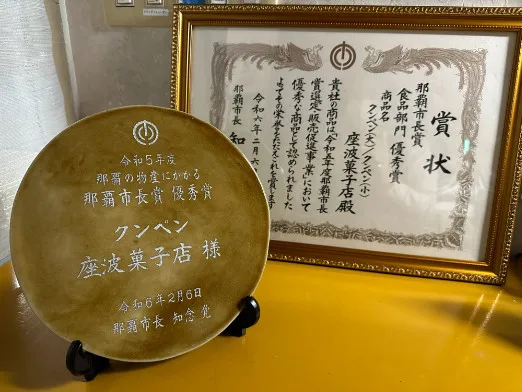 令和5年度
那覇の物産にかかる
那覇市長賞 優秀賞
クンペン
座波菓子店 様
令和6年2月6日
那覇市長 知念 覚
賞状
那覇市長賞
食品部門 優秀賞
商品名
クンペン(大)クンペン(小)
座波菓子店 殿
貴社の商品は「令和五年度那覇市長
賞選定・販売促進事業」において
優秀な商品として認められました
よってその栄誉をたたえこれを賞します
令和六年二月六日
那覇市長 知